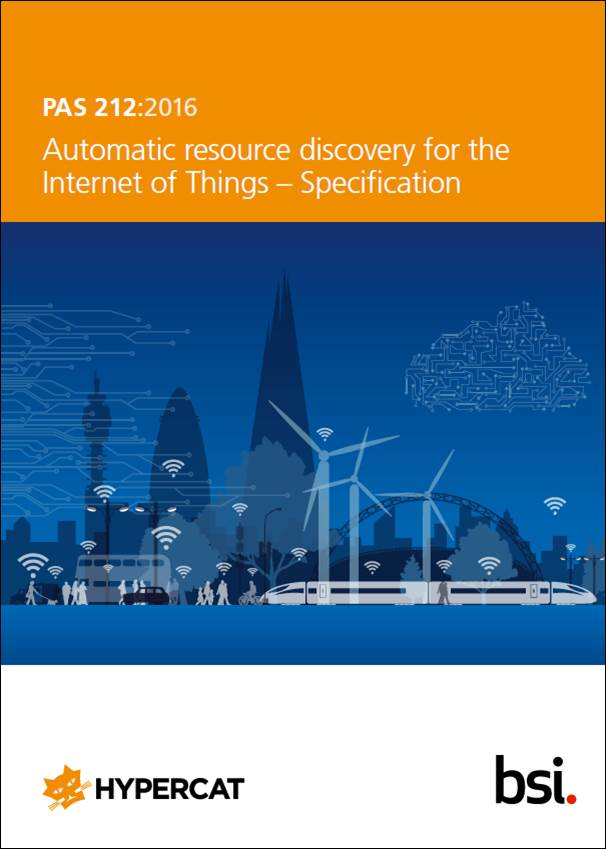 PAS 212:2016
Automatic resource discovery for the
Internet of Things – Specification
HYPERCAT
bsi.